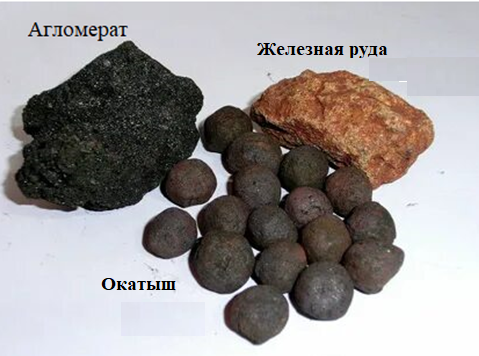 Агломерат
Железная руда
Окатыш